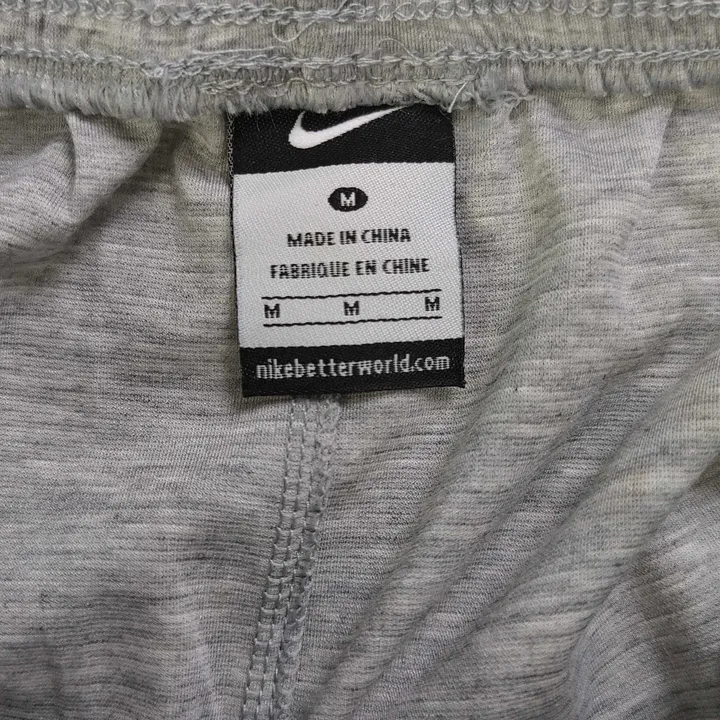 M
MADE IN CHINA
FABRIQUE EN CHINE
M M M
nikebetterworld.com